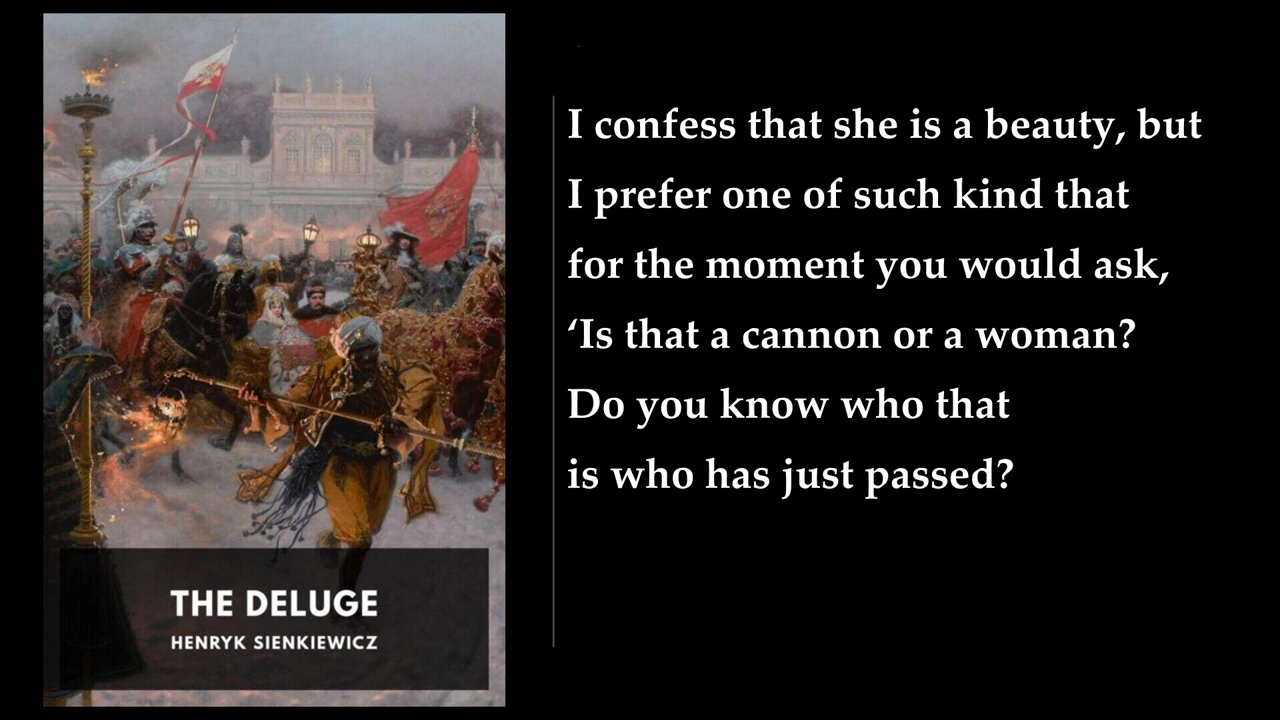 THE DELUGE
HENRYK SIENKIEWICZ
I confess that she is a beauty, but
I prefer one of such kind that
for the moment you would ask,
‘Is that a cannon or a woman?
Do you know who that
is who has just passed?